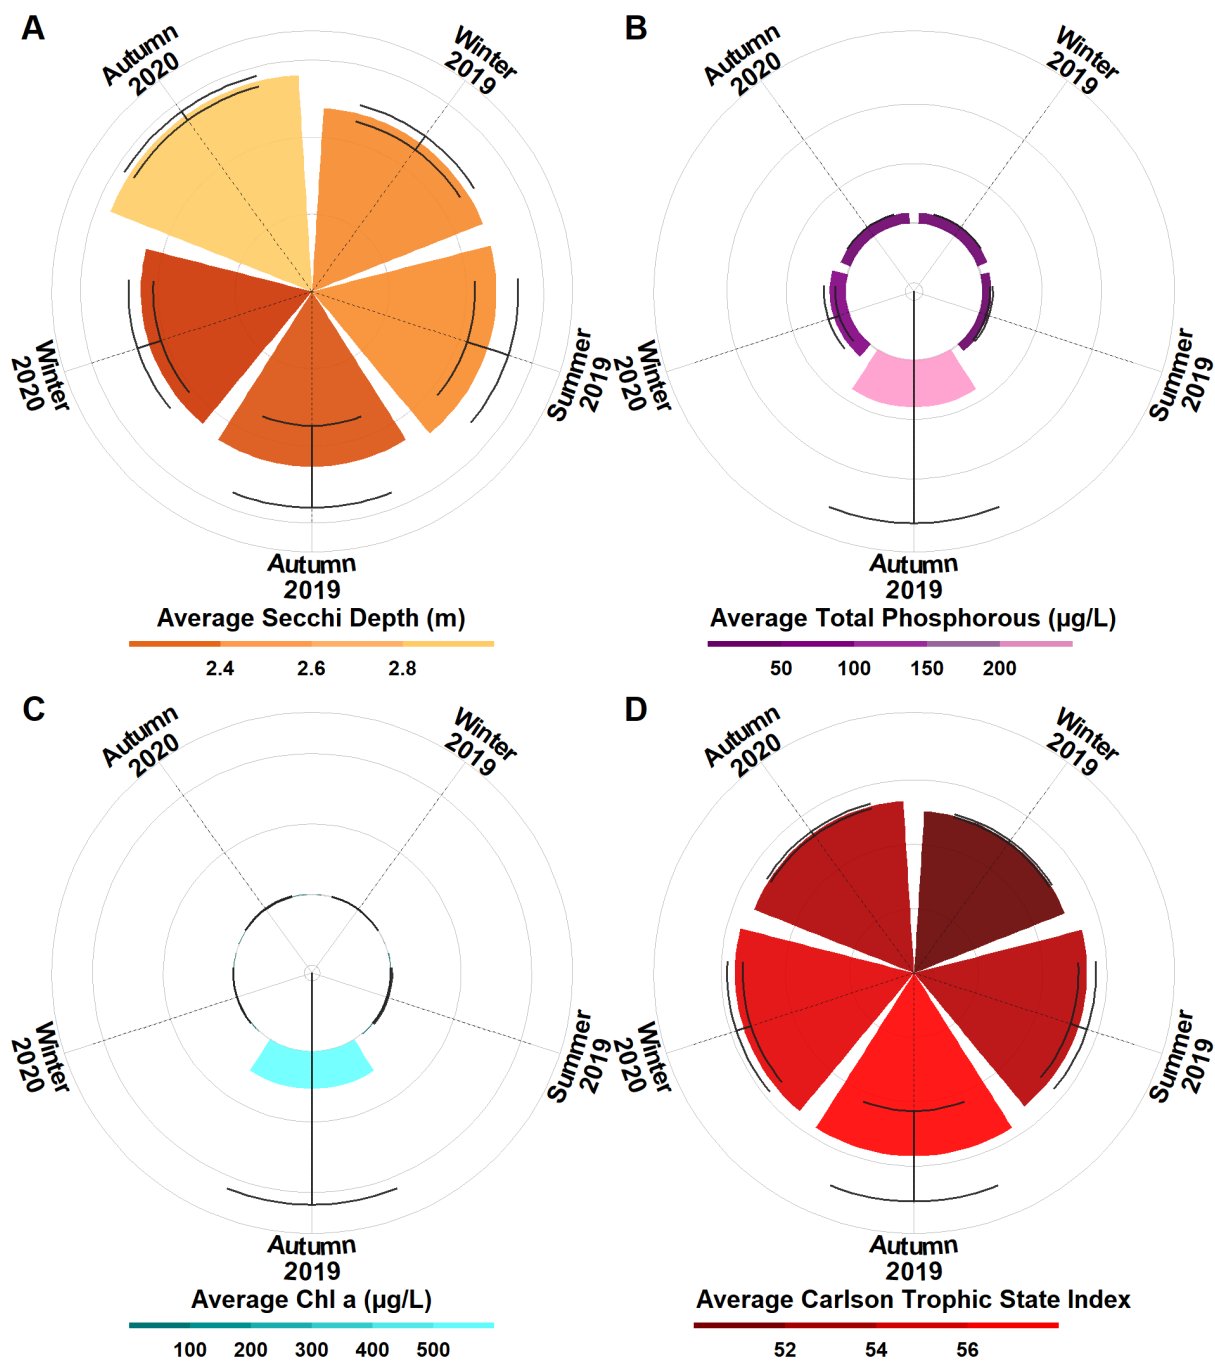 A
Autumn
2020
Winter
2019
Winter
2020
Summer
2019
Autumn
2019
Average Secchi Depth (m)
2.4 2.6 2.8
B
Autumn
2020
Winter
2019
Winter
2020
Summer
2019
Autumn
2019
Average Total Phosphorous (µg/L)
50 100 150 200
C
Autumn
2020
Winter
2019
Winter
2020
Summer
2019
Autumn
2019
Average Chl a (µg/L)
100 200 300 400 500
D
Autumn
2020
Winter
2019
Winter
2020
Summer
2019
Autumn
2019
Average Carlson Trophic State Index
52 54 56